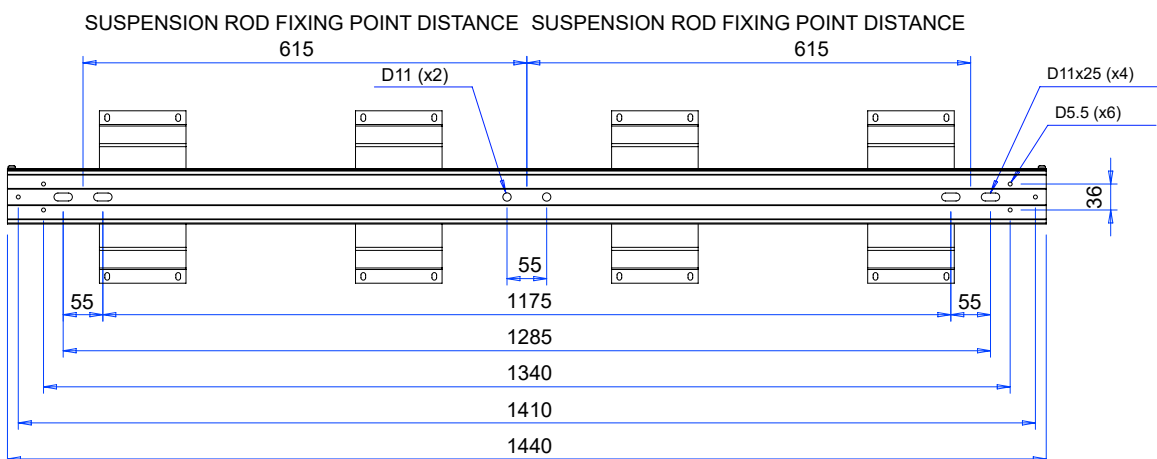 SUSPENSION ROD FIXING POINT DISTANCE SUSPENSION ROD FIXING POINT DISTANCE
615 615
D11 (x2) D11x25 (x4)
D5.5 (x6)
36
55
55 1175 55
1285
1340
1410
1440